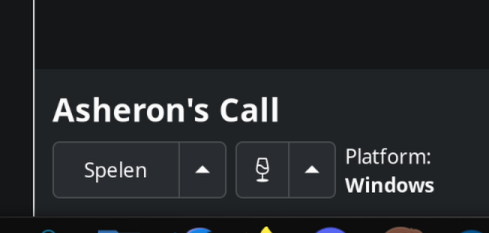 Asheron's Call
Spelen
Platform:
Windows